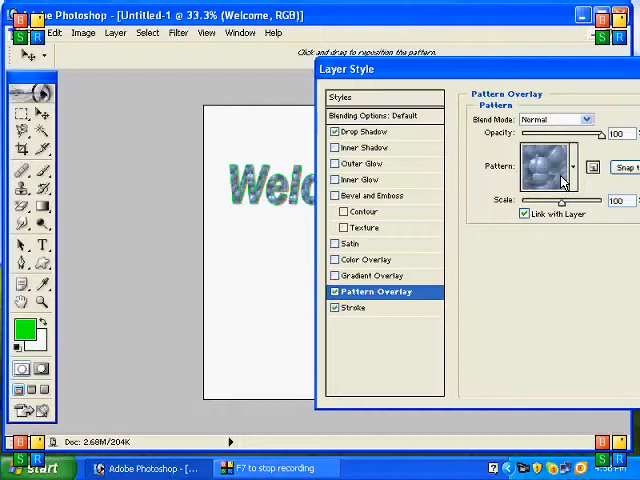 Adobe Photoshop - [Untitled-1 @ 33.3% (Welcome, RGB)]
B
S R
B
S R
Edit Image Layer Select Filter View Window Help
Click and drag to reposition the pattern.
Layer Style
Styles
Blending Options: Default
Drop Shadow
Inner Shadow
Outer Glow
Inner Glow
Bevel and Emboss
Contour
Texture
Satin
Color Overlay
Gradient Overlay
Pattern Overlay
Stroke
Pattern Overlay
Pattern
Blend Mode: Normal
Opacity: 100
Pattern:
Snap t
Scale: 100
Link with Layer
Welc
Doc: 2.68M/204K
B
S R
B
S R
start
Adobe Photoshop - [...
F7 to stop recording